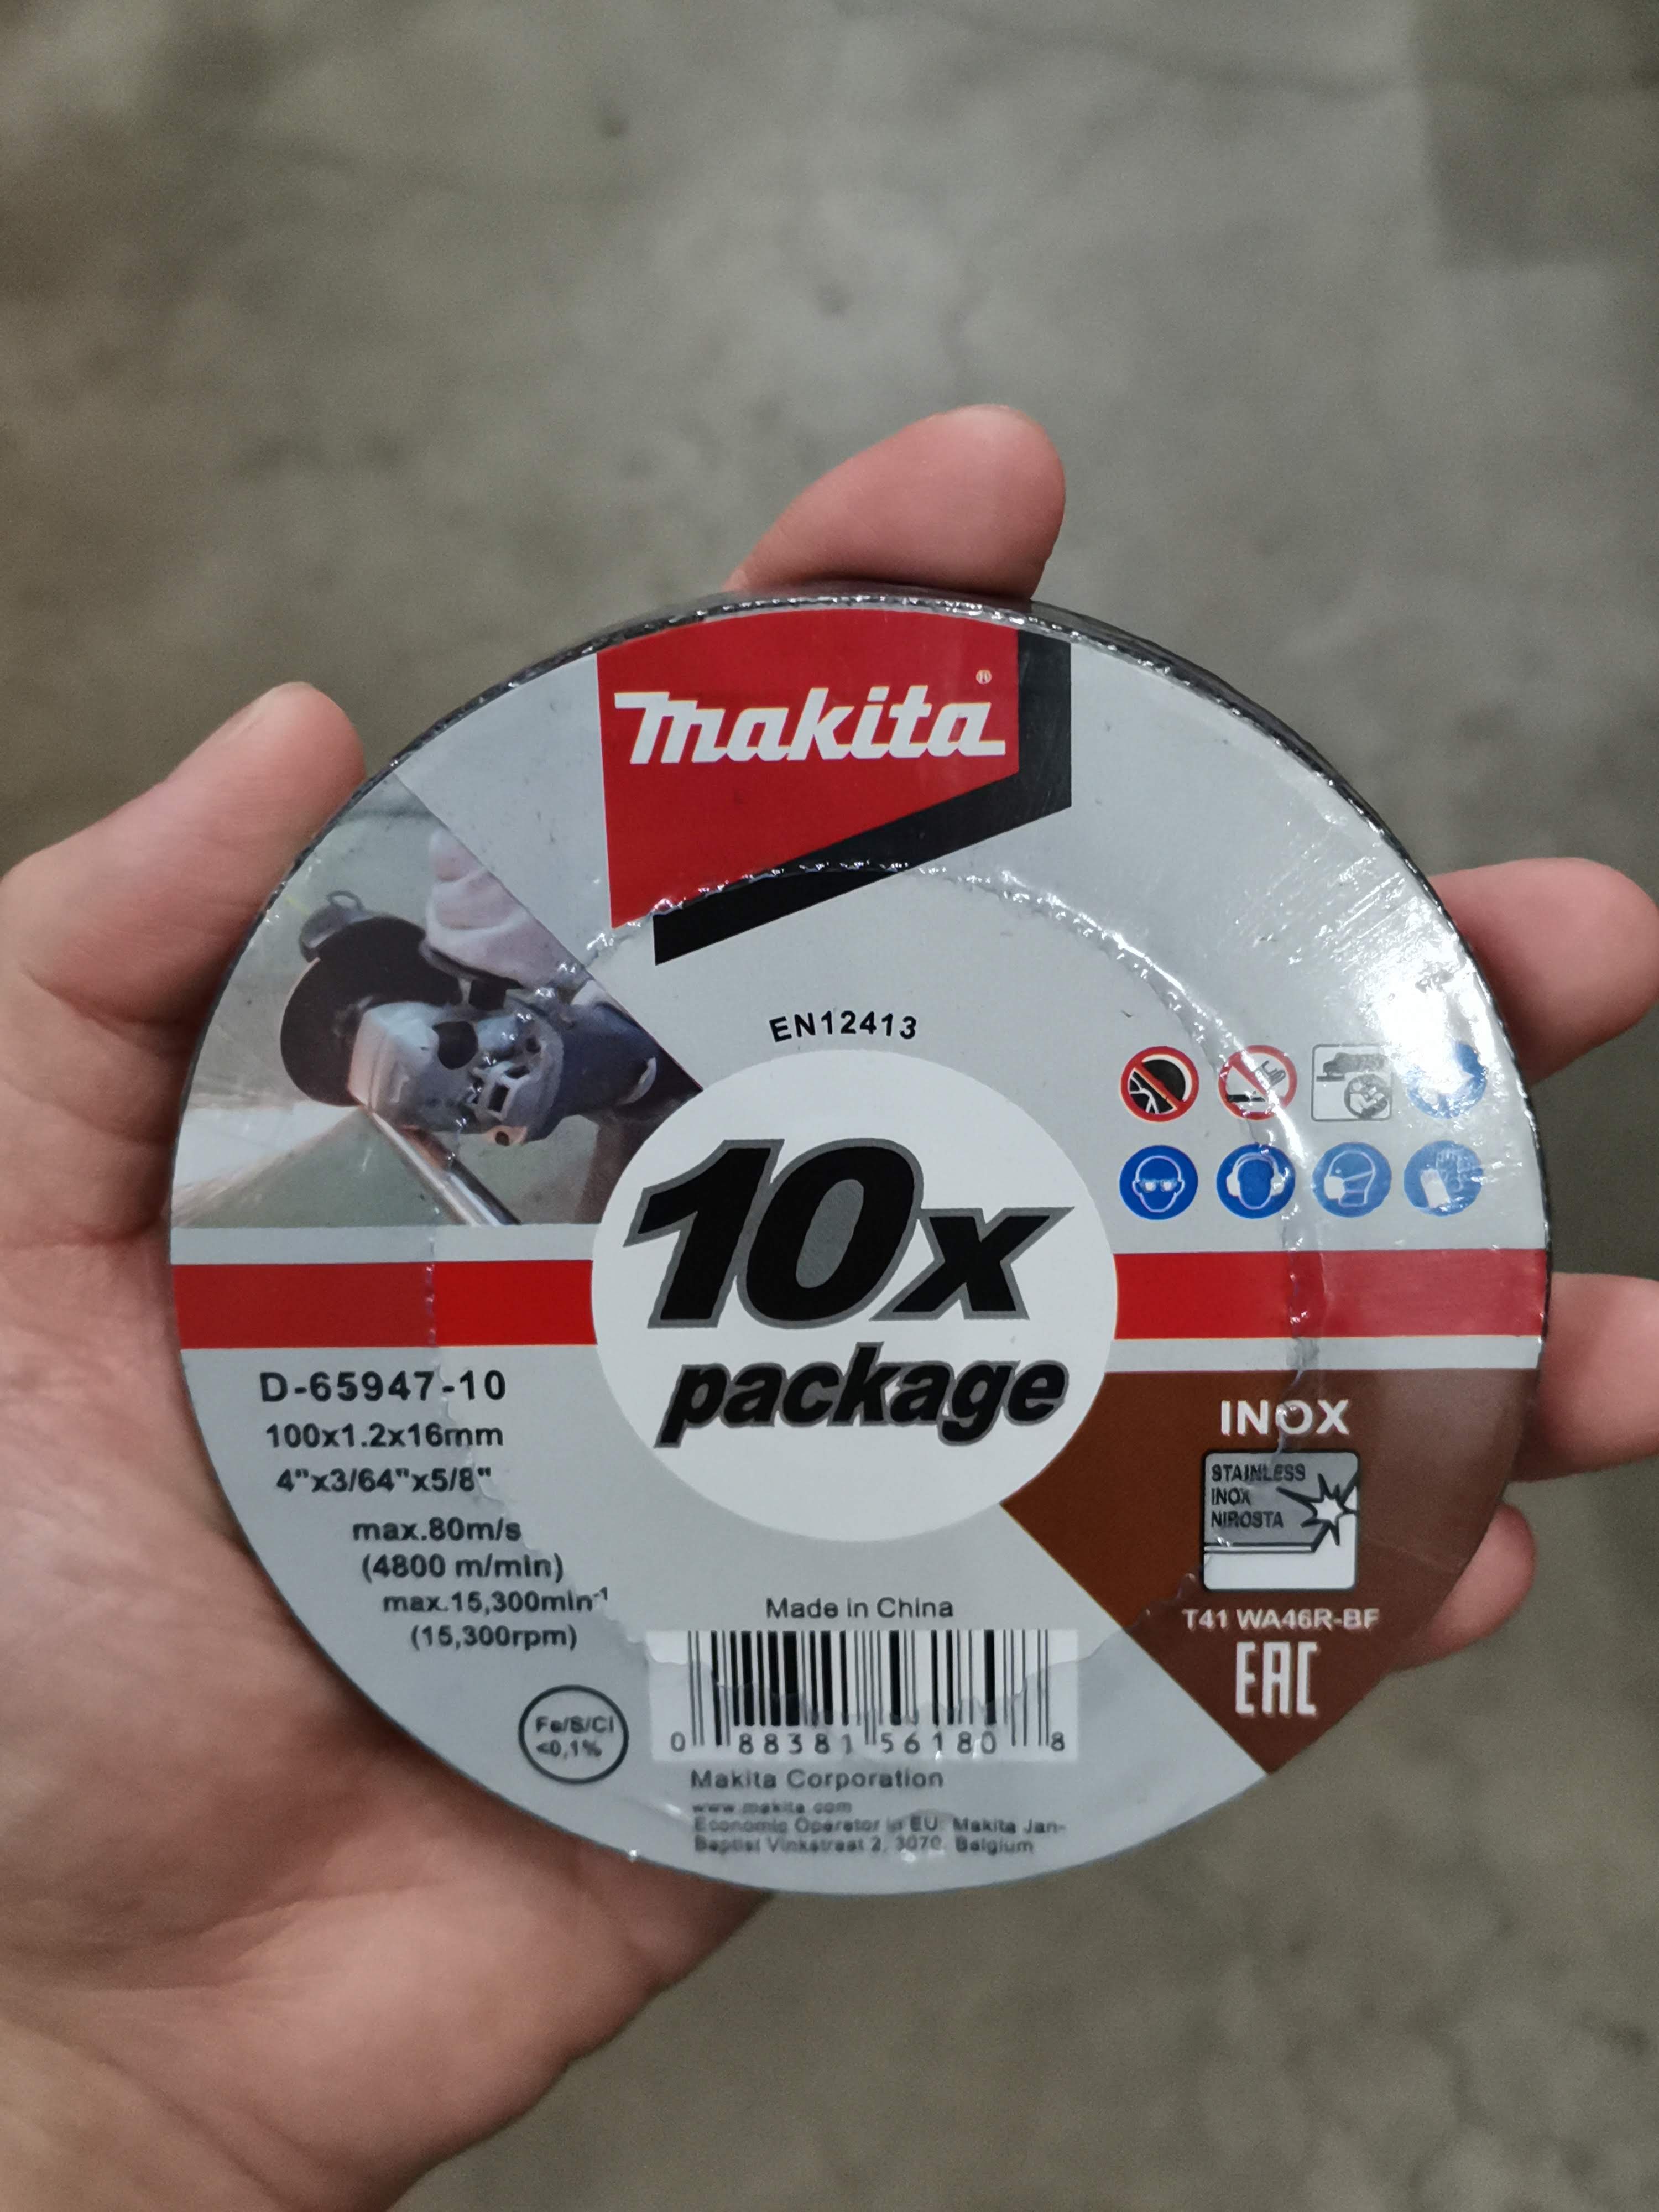 makita®
EN12413
10x
package
D-65947-10
100x1.2x16mm
4"x3/64"x5/8"
max.80m/s
(4800 m/min)
max.15,300min⁻¹
(15,300rpm)
Fe/S/Cl
<0,1%
Made in China
0 88381 56180 8
Makita Corporation
www.makita.com
Economic Operator in EU: Makita Jan-
Baptist Vinkstraat 2, 3070, Belgium
INOX
STAINLESS
INOX
NIROSTA
T41 WA46R-BF
EAC